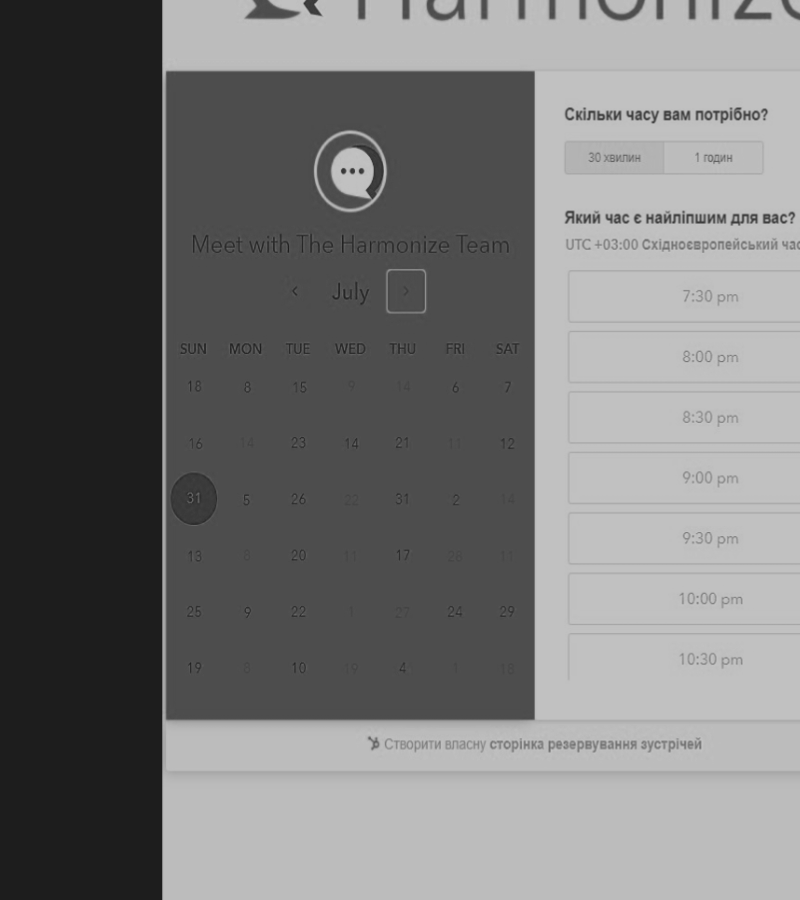 Harmonize
Meet with The Harmonize Team
July
SUN MON TUE WED THU FRI SAT
18 8 15 9 14 6 7
16 14 23 14 21 11 12
31 5 26 22 31 2 14
13 8 20 11 17 28 11
25 9 22 1 27 24 29
19 8 10 19 4 1 18
Скільки часу вам потрібно?
30 хвилин 1 годин
Який час є найліпшим для вас?
UTC +03:00 Східноєвропейський час
7:30 pm
8:00 pm
8:30 pm
9:00 pm
9:30 pm
10:00 pm
10:30 pm
Створити власну сторінка резервування зустрічей